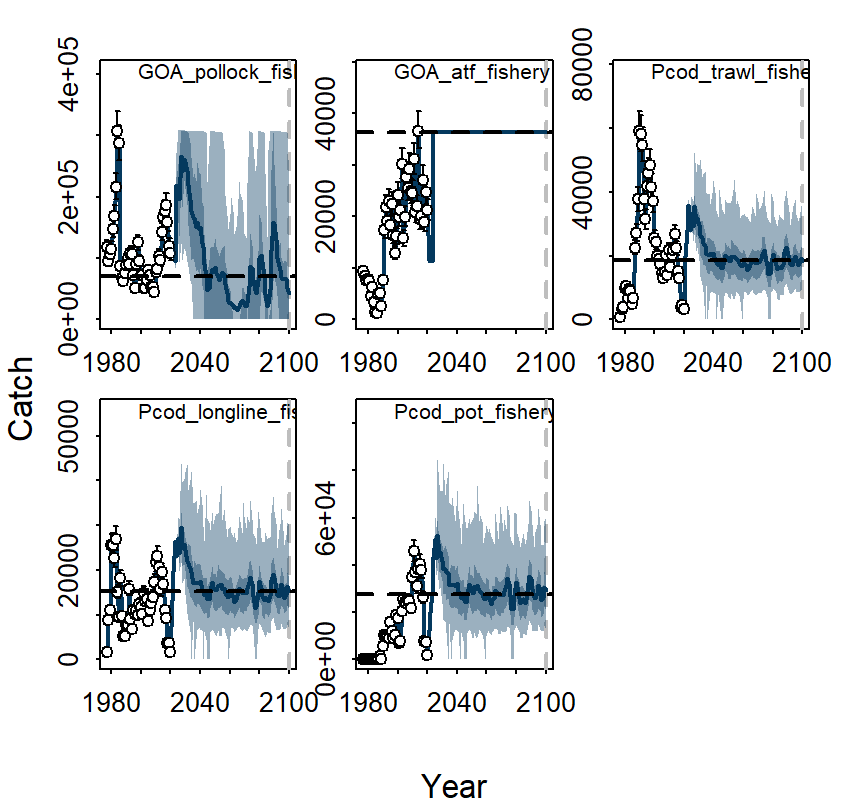 GOA_pollock_fisl
GOA_atf_fishery
Pcod_trawl_fishe
0e+00 2e+05 4e+05
0 20000 40000
0 40000 80000
1980 2040 2100
1980 2040 2100
1980 2040 2100
Catch
Pcod_longline_fis
Pcod_pot_fishery
0 20000 50000
0e+00 6e+04
1980 2040 2100
1980 2040 2100
Year